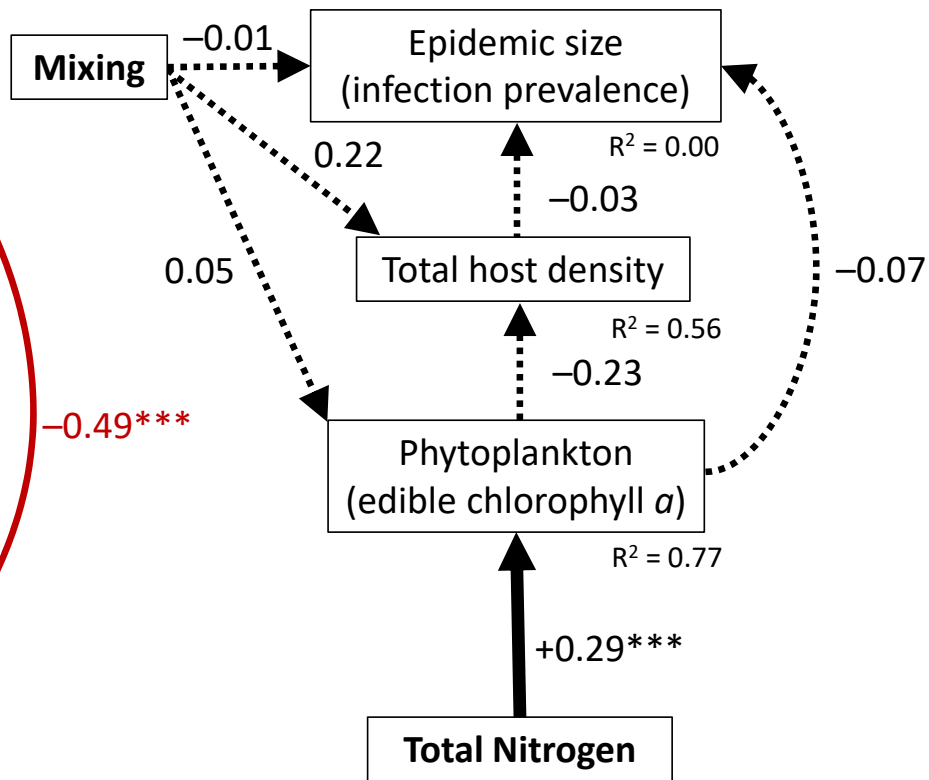 −0.01
Mixing
Epidemic size
(infection prevalence)
R² = 0.00
0.22
−0.03
0.05
Total host density
−0.07
R² = 0.56
−0.23
−0.49***
Phytoplankton
(edible chlorophyll a)
R² = 0.77
+0.29***
Total Nitrogen